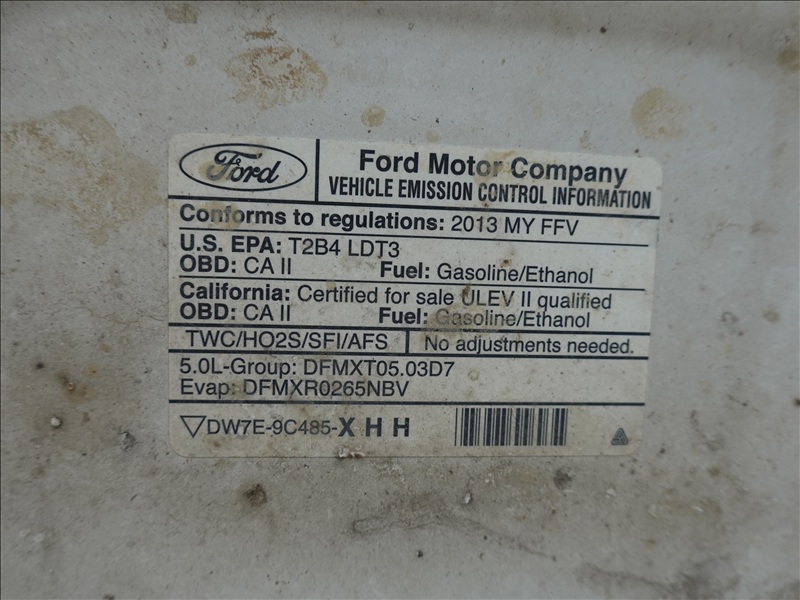 Ford
Ford Motor Company
VEHICLE EMISSION CONTROL INFORMATION
Conforms to regulations: 2013 MY FFV
U.S. EPA: T2B4 LDT3
OBD: CA II Fuel: Gasoline/Ethanol
California: Certified for sale ULEV II qualified
OBD: CA II Fuel: Gasoline/Ethanol
TWC/HO2S/SFI/AFS No adjustments needed.
5.0L-Group: DFMXT05.03D7
Evap: DFMXR0265NBV
DW7E-9C485-X H H